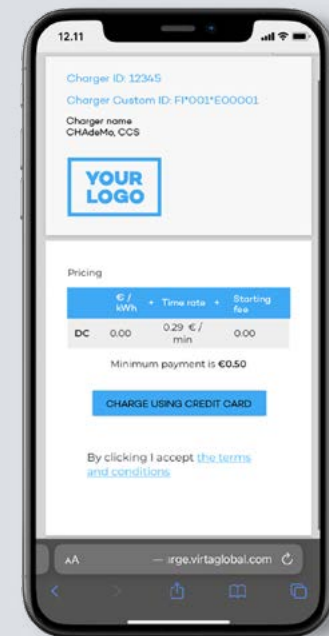 12.11
Charger ID: 12345
Charger Custom ID: FI*001*E00001
Charger name
CHAdeMo, CCS
YOUR
LOGO
Pricing
€ / kWh + Time rate + Starting fee
DC 0.00 0.29 € / min 0.00
Minimum payment is €0.50
CHARGE USING CREDIT CARD
By clicking I accept the terms
and conditions
AA — arge.virtaglobal.com